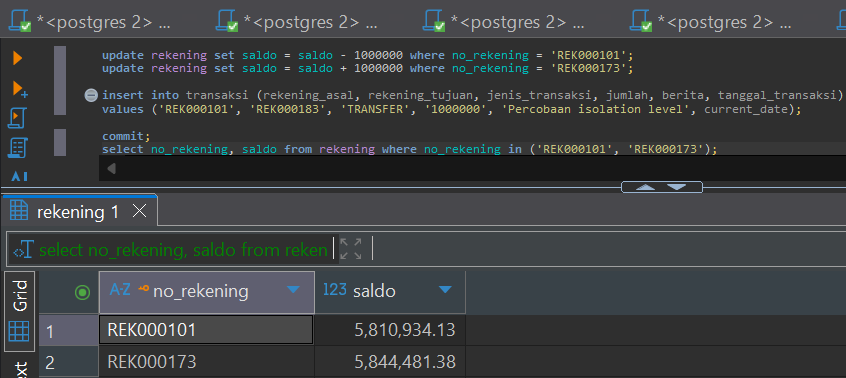 *<postgres 2> ... *<postgres 2> ... *<postgres 2> ... *<postgres 2> ...
update rekening set saldo = saldo - 1000000 where no_rekening = 'REK000101';
update rekening set saldo = saldo + 1000000 where no_rekening = 'REK000173';
insert into transaksi (rekening_asal, rekening_tujuan, jenis_transaksi, jumlah, berita, tanggal_transaksi)
values ('REK000101', 'REK000183', 'TRANSFER', '1000000', 'Percobaan isolation level', current_date);
commit;
select no_rekening, saldo from rekening where no_rekening in ('REK000101', 'REK000173');
rekening 1
select no_rekening, saldo from reken
Grid
A-Z no_rekening 123 saldo
1 REK000101 5,810,934.13
2 REK000173 5,844,481.38